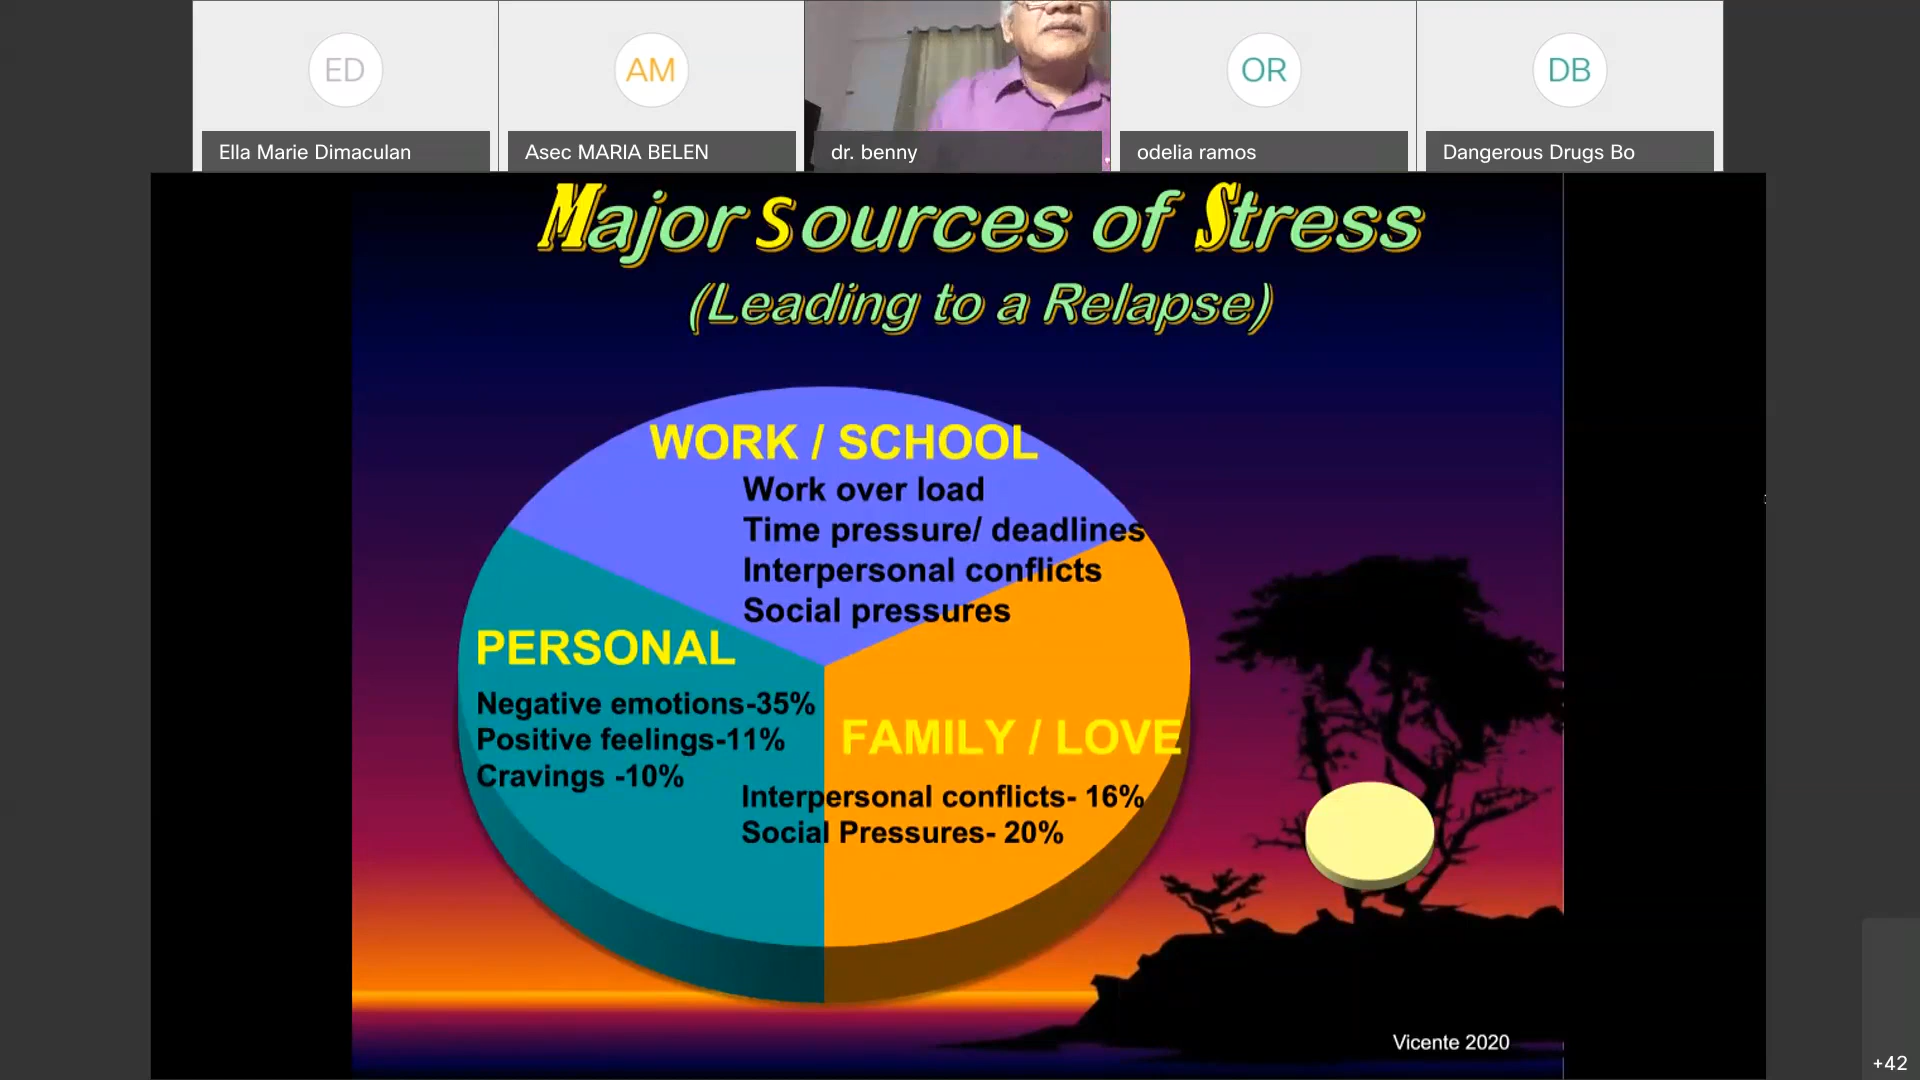 ED
AM
OR
DB
Ella Marie Dimaculan
Asec MARIA BELEN
dr. benny
odelia ramos
Dangerous Drugs Bo
Major Sources of Stress
(Leading to a Relapse)
WORK / SCHOOL
Work over load
Time pressure/ deadlines
Interpersonal conflicts
Social pressures
PERSONAL
Negative emotions-35%
Positive feelings-11%
Cravings -10%
FAMILY / LOVE
Interpersonal conflicts- 16%
Social Pressures- 20%
Vicente 2020
+42